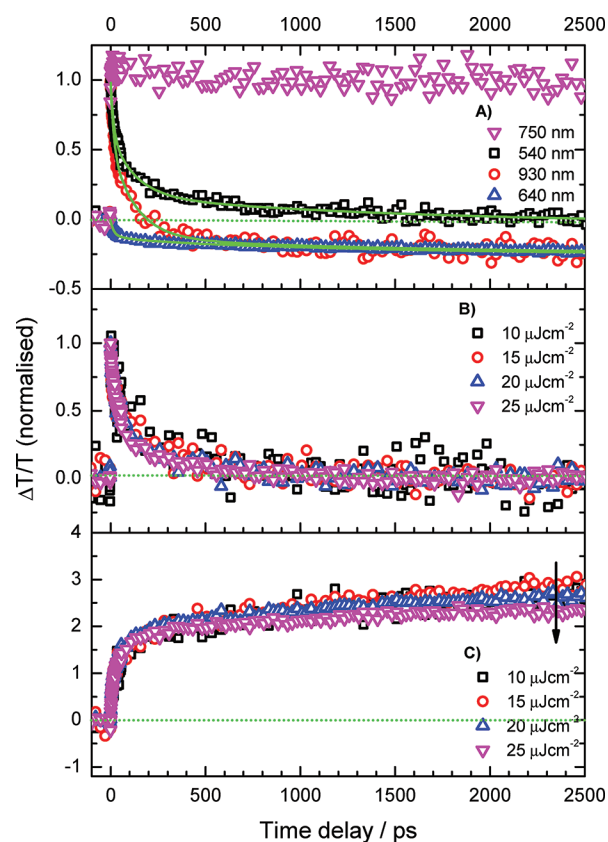 0 500 1000 1500 2000 2500
1.0
0.5
0.0
-0.5
A)
750 nm
540 nm
930 nm
640 nm
1.0
0.5
0.0
B)
10 μJcm-2
15 μJcm-2
20 μJcm-2
25 μJcm-2
ΔT/T (normalised)
4
3
2
1
0
-1
C)
10 μJcm-2
15 μJcm-2
20 μJcm-2
25 μJcm-2
0 500 1000 1500 2000 2500
Time delay / ps